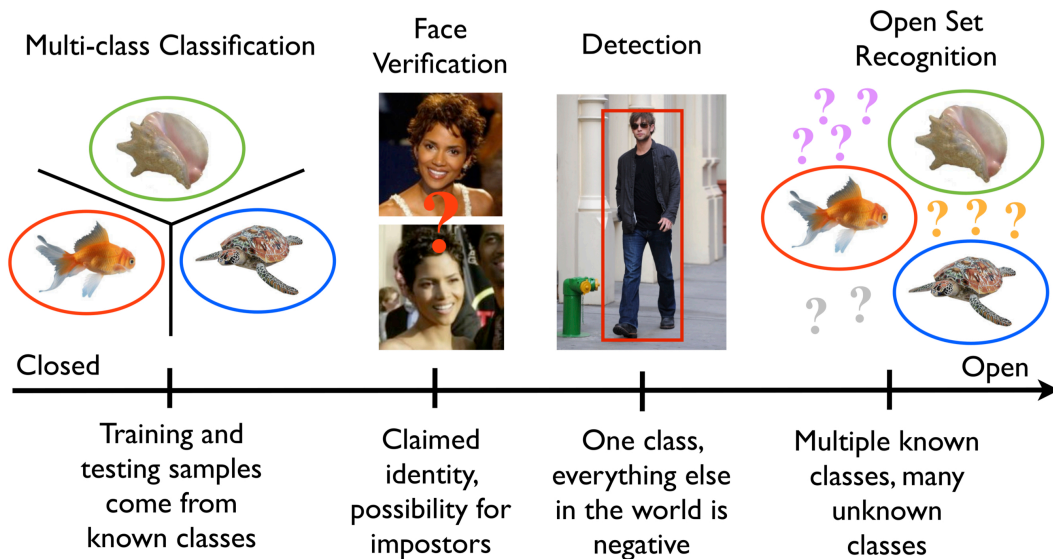 Multi-class Classification
Face
Verification
Detection
Open Set
Recognition
?
? ?
? ?
? ? ?
? ?
Closed
Open
Training and
testing samples
come from
known classes
Claimed
identity,
possibility for
impostors
One class,
everything else
in the world is
negative
Multiple known
classes, many
unknown
classes